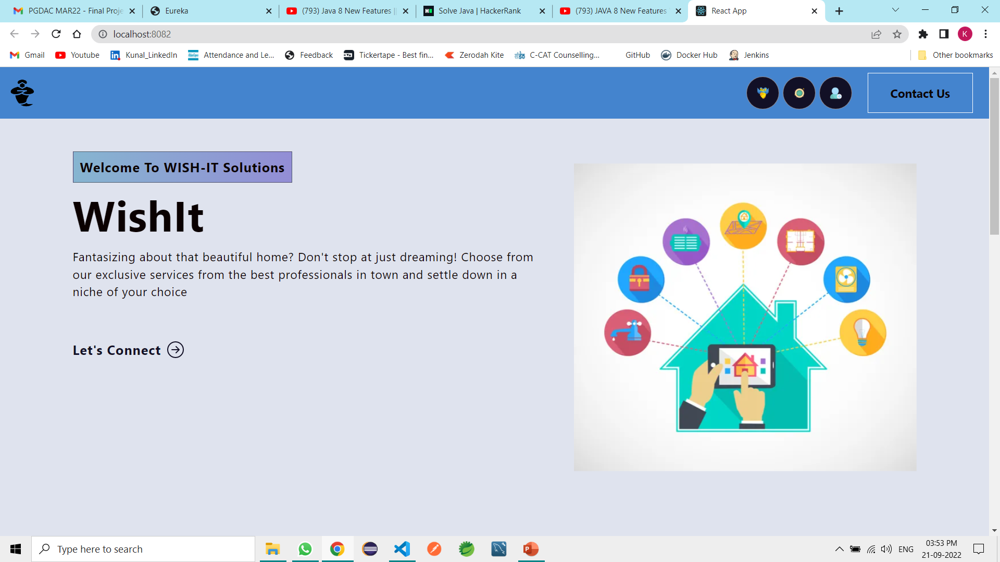 PGDAC MAR22 - Final Proje
Eureka
(793) Java 8 New Features ||
Solve Java | HackerRank
(793) JAVA 8 New Features
React App
localhost:8082
K
Gmail
Youtube
Kunal_LinkedIn
Attendance and Le...
Feedback
Tickertape - Best fin...
Zerodah Kite
C-CAT Counselling...
GitHub
Docker Hub
Jenkins
Other bookmarks
Contact Us
Welcome To WISH-IT Solutions
WishIt
Fantasizing about that beautiful home? Don't stop at just dreaming! Choose from
our exclusive services from the best professionals in town and settle down in a
niche of your choice
Let's Connect
Type here to search
ENG
03:53 PM
21-09-2022